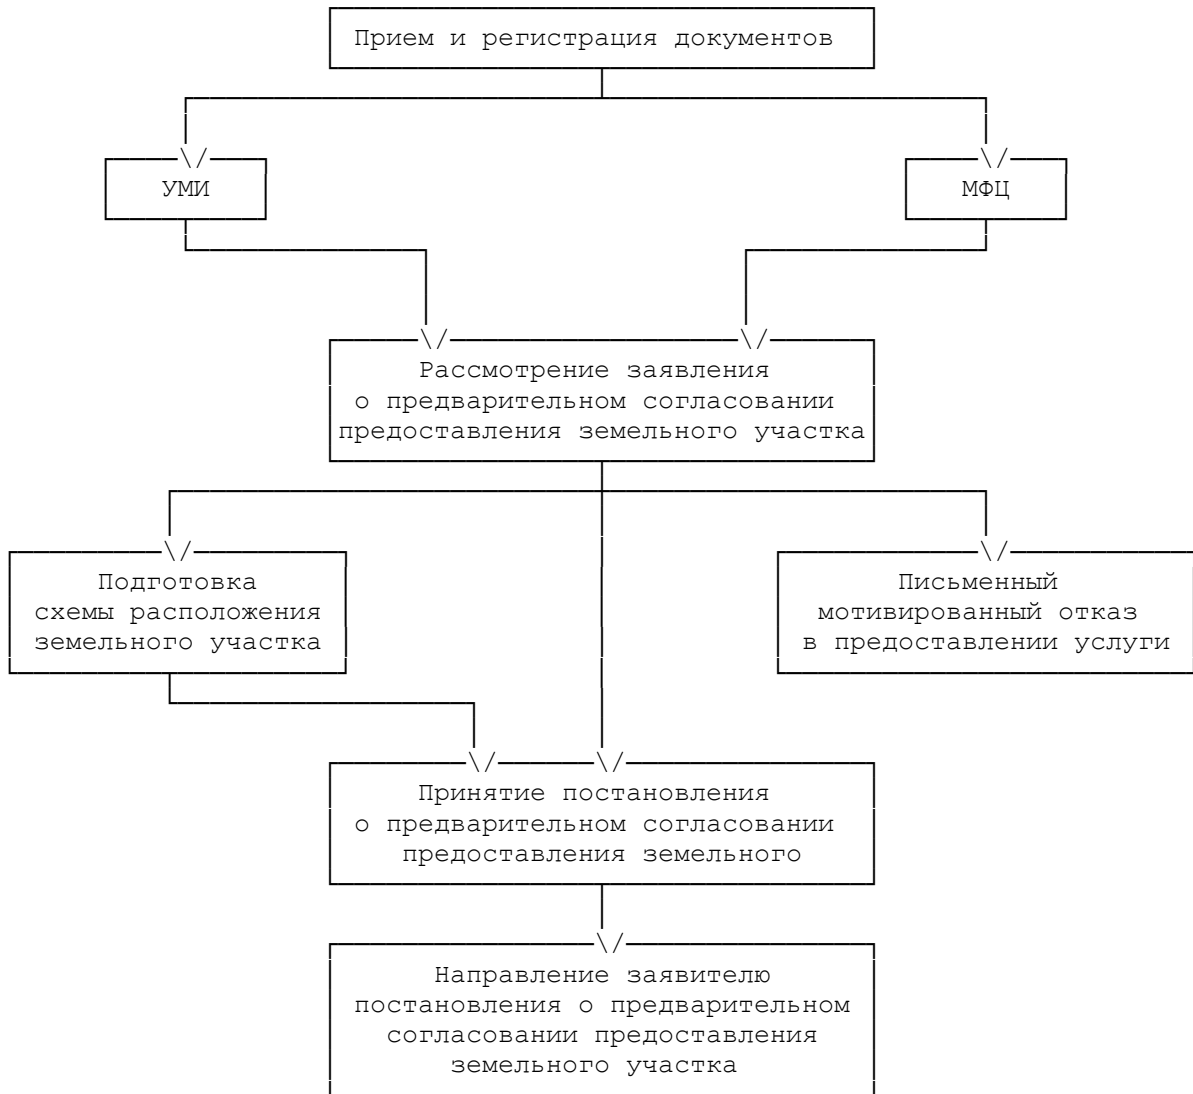 Прием и регистрация документов
УМИ
МФЦ
Рассмотрение заявления
о предварительном согласовании
предоставления земельного участка
Подготовка
схемы расположения
земельного участка
Письменный
мотивированный отказ
в предоставлении услуги
Принятие постановления
о предварительном согласовании
предоставления земельного
Направление заявителю
постановления о предварительном
согласовании предоставления
земельного участка